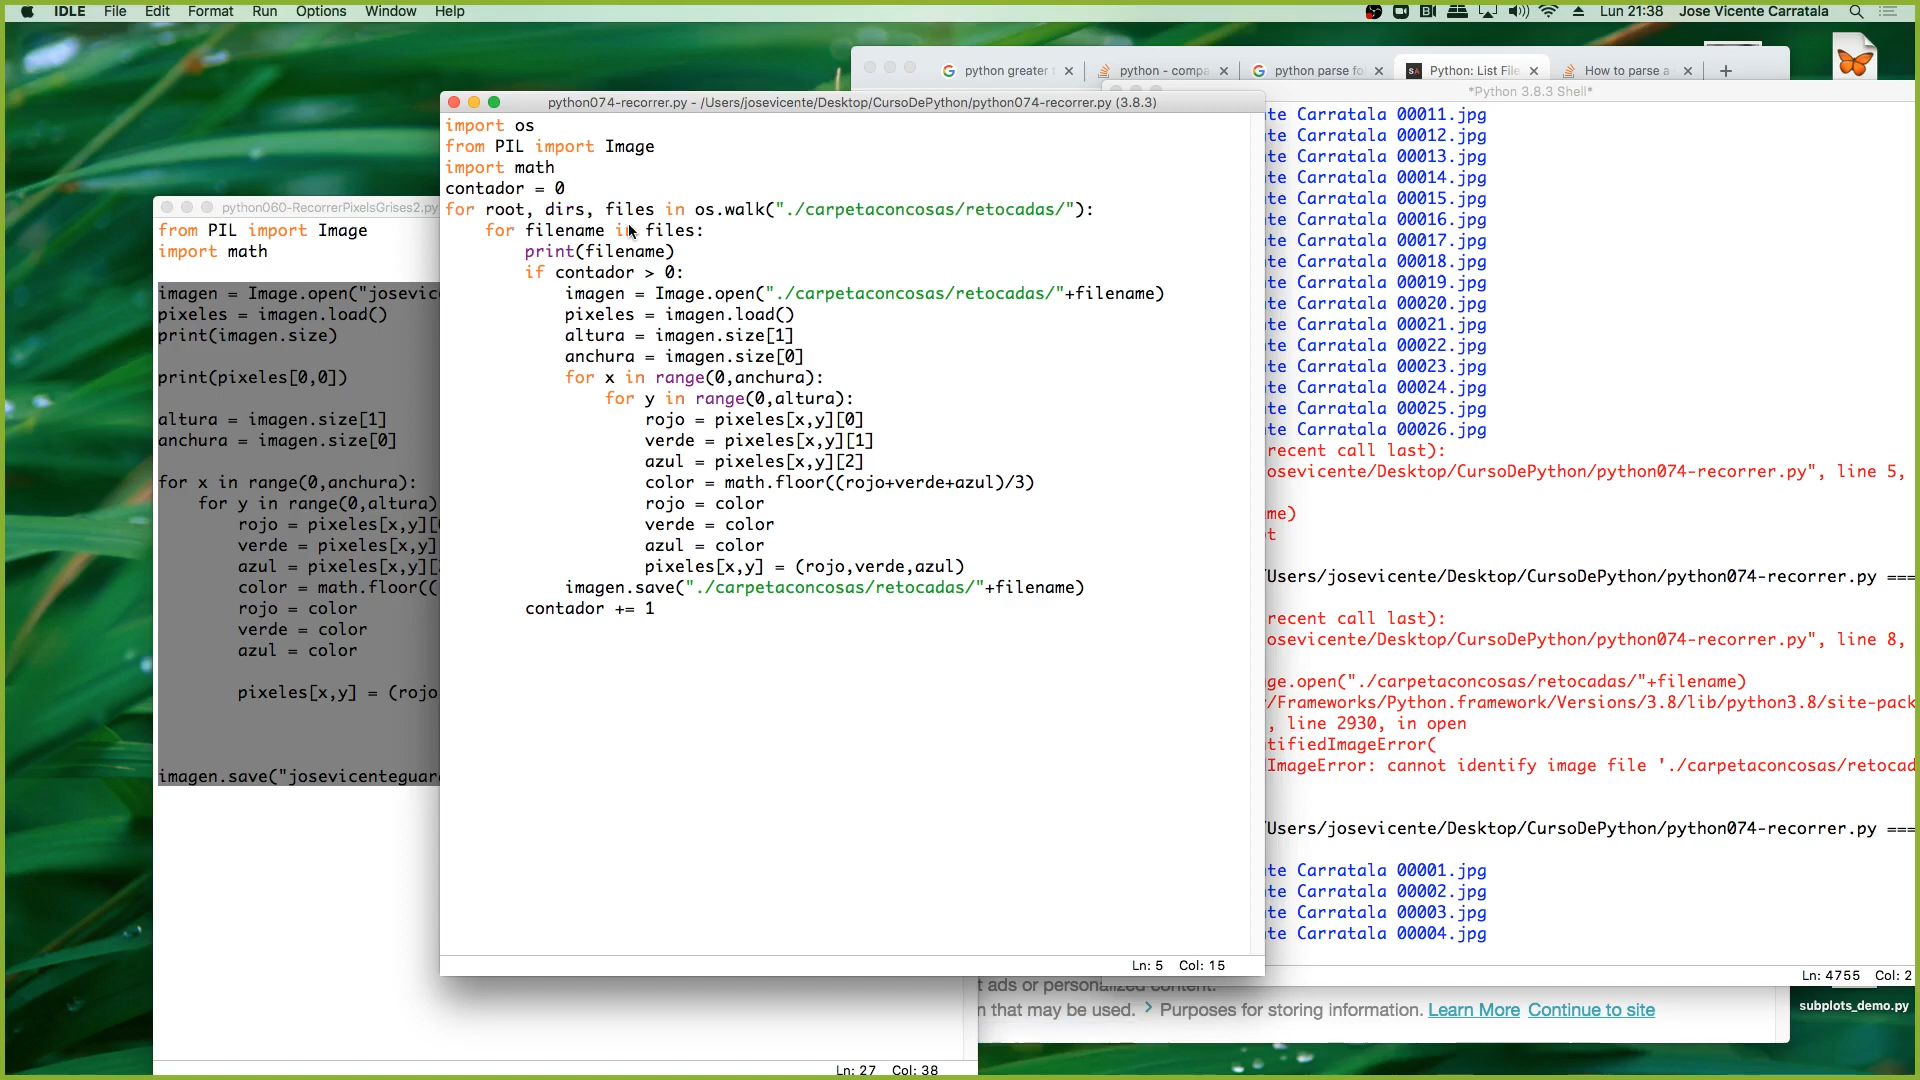 IDLE File Edit Format Run Options Window Help
Lun 21:38 Jose Vicente Carratala
python greater
python - compa
python parse fo
Python: List File
How to parse a
*Python 3.8.3 Shell*
python074-recorrer.py - /Users/josevicente/Desktop/CursoDePython/python074-recorrer.py (3.8.3)
import os
from PIL import Image
import math
contador = 0
for root, dirs, files in os.walk("./carpetaconcosas/retocadas/"):
for filename in files:
print(filename)
if contador > 0:
imagen = Image.open("./carpetaconcosas/retocadas/"+filename)
pixeles = imagen.load()
altura = imagen.size[1]
anchura = imagen.size[0]
for x in range(0,anchura):
for y in range(0,altura):
rojo = pixeles[x,y][0]
verde = pixeles[x,y][1]
azul = pixeles[x,y][2]
color = math.floor((rojo+verde+azul)/3)
rojo = color
verde = color
azul = color
pixeles[x,y] = (rojo,verde,azul)
imagen.save("./carpetaconcosas/retocadas/"+filename)
contador += 1
Ln: 5 Col: 15
python060-RecorrerPixelsGrises2.py
from PIL import Image
import math
imagen = Image.open("josevic
pixeles = imagen.load()
print(imagen.size)
print(pixeles[0,0])
altura = imagen.size[1]
anchura = imagen.size[0]
for x in range(0,anchura):
for y in range(0,altura)
rojo = pixeles[x,y][
verde = pixeles[x,y]
azul = pixeles[x,y][
color = math.floor((
rojo = color
verde = color
azul = color
pixeles[x,y] = (rojo
imagen.save("josevicenteguar
Ln: 27 Col: 38
te Carratala 00011.jpg
te Carratala 00012.jpg
te Carratala 00013.jpg
te Carratala 00014.jpg
te Carratala 00015.jpg
te Carratala 00016.jpg
te Carratala 00017.jpg
te Carratala 00018.jpg
te Carratala 00019.jpg
te Carratala 00020.jpg
te Carratala 00021.jpg
te Carratala 00022.jpg
te Carratala 00023.jpg
te Carratala 00024.jpg
te Carratala 00025.jpg
te Carratala 00026.jpg
recent call last):
osevicente/Desktop/CursoDePython/python074-recorrer.py", line 5,
me)
t
/Users/josevicente/Desktop/CursoDePython/python074-recorrer.py ===
recent call last):
osevicente/Desktop/CursoDePython/python074-recorrer.py", line 8,
ge.open("./carpetaconcosas/retocadas/"+filename)
/Frameworks/Python.framework/Versions/3.8/lib/python3.8/site-pack
, line 2930, in open
tifiedImageError(
ImageError: cannot identify image file './carpetaconcosas/retocad
/Users/josevicente/Desktop/CursoDePython/python074-recorrer.py ===
te Carratala 00001.jpg
te Carratala 00002.jpg
te Carratala 00003.jpg
te Carratala 00004.jpg
Ln: 4755 Col: 2
t ads or personalized content.
n that may be used. > Purposes for storing information. Learn More Continue to site
subplots_demo.py